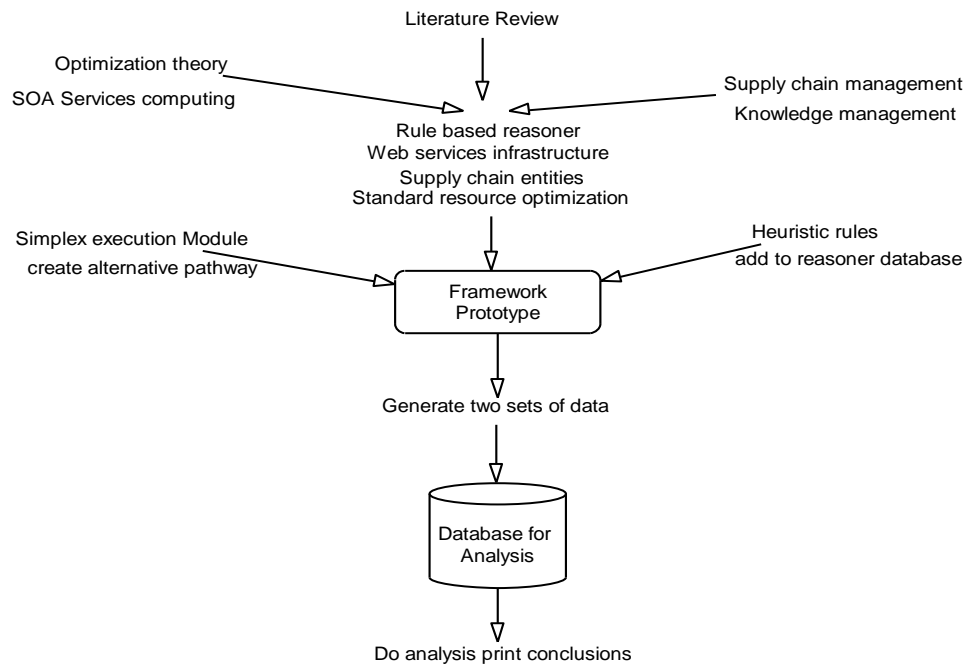 Literature Review
Optimization theory
SOA Services computing
Supply chain management
Knowledge management
Rule based reasoner
Web services infrastructure
Supply chain entities
Standard resource optimization
Simplex execution Module
create alternative pathway
Heuristic rules
add to reasoner database
Framework
Prototype
Generate two sets of data
Database for
Analysis
Do analysis print conclusions